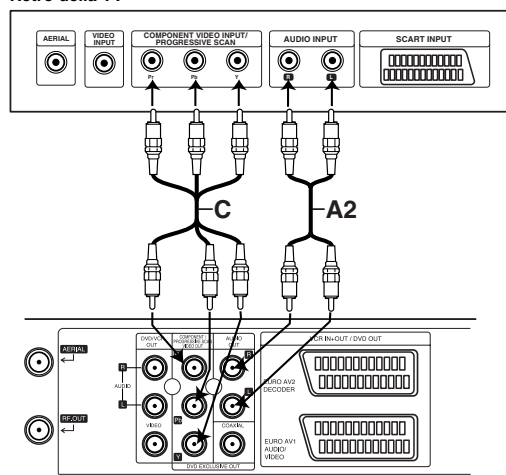 Retro della TV
AERIAL
VIDEO
INPUT
COMPONENT VIDEO INPUT/
PROGRESSIVE SCAN
AUDIO INPUT
SCART INPUT
Pr
Pb
Y
R
L
C
A2
AERIAL
RF.OUT
DVD/VCR
OUT
COMPONENT /
PROGRESSIVE SCAN
VIDEO OUT
AUDIO
OUT
VCR IN+OUT / DVD OUT
R
AUDIO
L
VIDEO
Pb
Y
R
L
COAXIAL
DVD EXCLUSIVE OUT
EURO AV2
DECODER
EURO AV1
AUDIO/
VIDEO